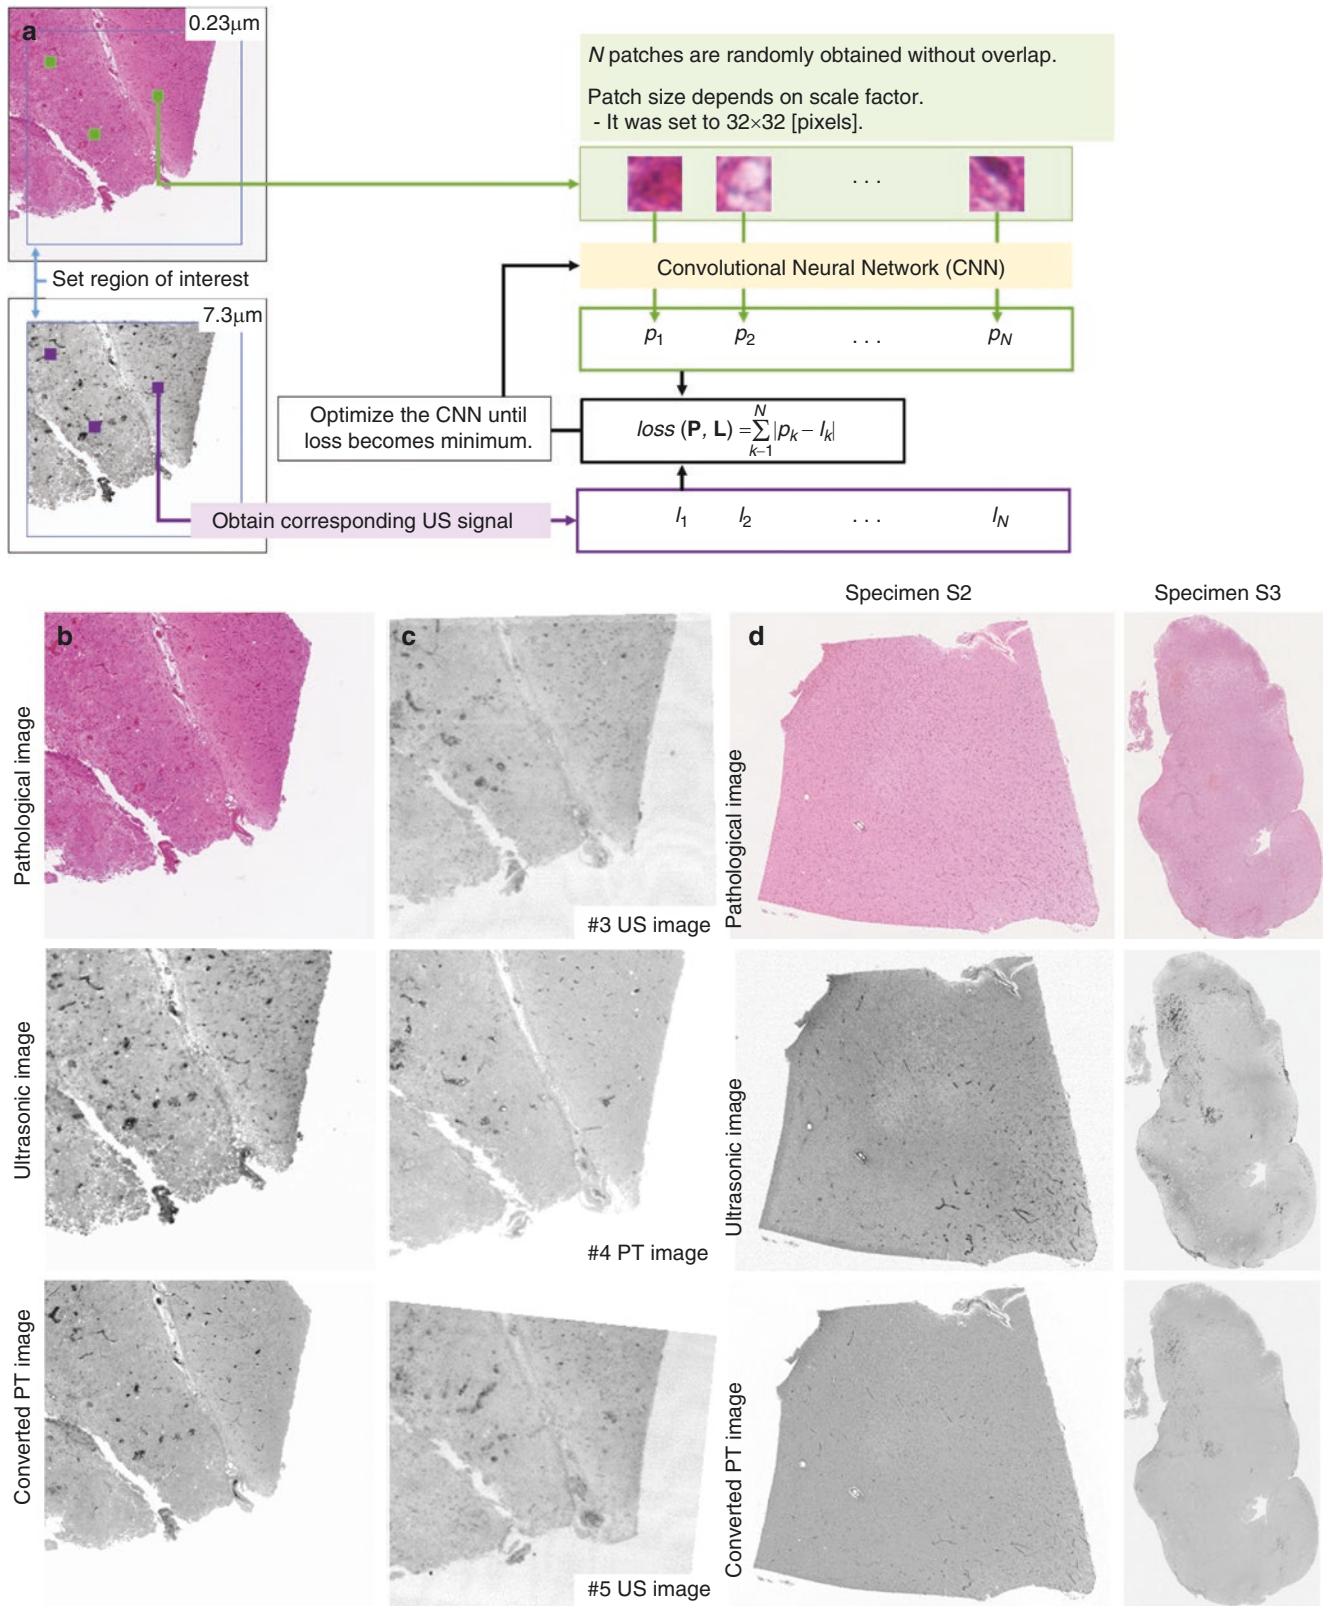 a
0.23μm
N patches are randomly obtained without overlap.
Patch size depends on scale factor.
- It was set to 32×32 [pixels].
. . .
Set region of interest
Convolutional Neural Network (CNN)
7.3μm
p1 p2 . . . pN
Optimize the CNN until
loss becomes minimum.
loss (P, L) = N∑k–1 |pk – lk|
Obtain corresponding US signal
l1 l2 . . . lN
Specimen S2 Specimen S3
b c d
Pathological image
#3 US image
Pathological image
Ultrasonic image
#4 PT image
Ultrasonic image
Converted PT image
#5 US image
Converted PT image